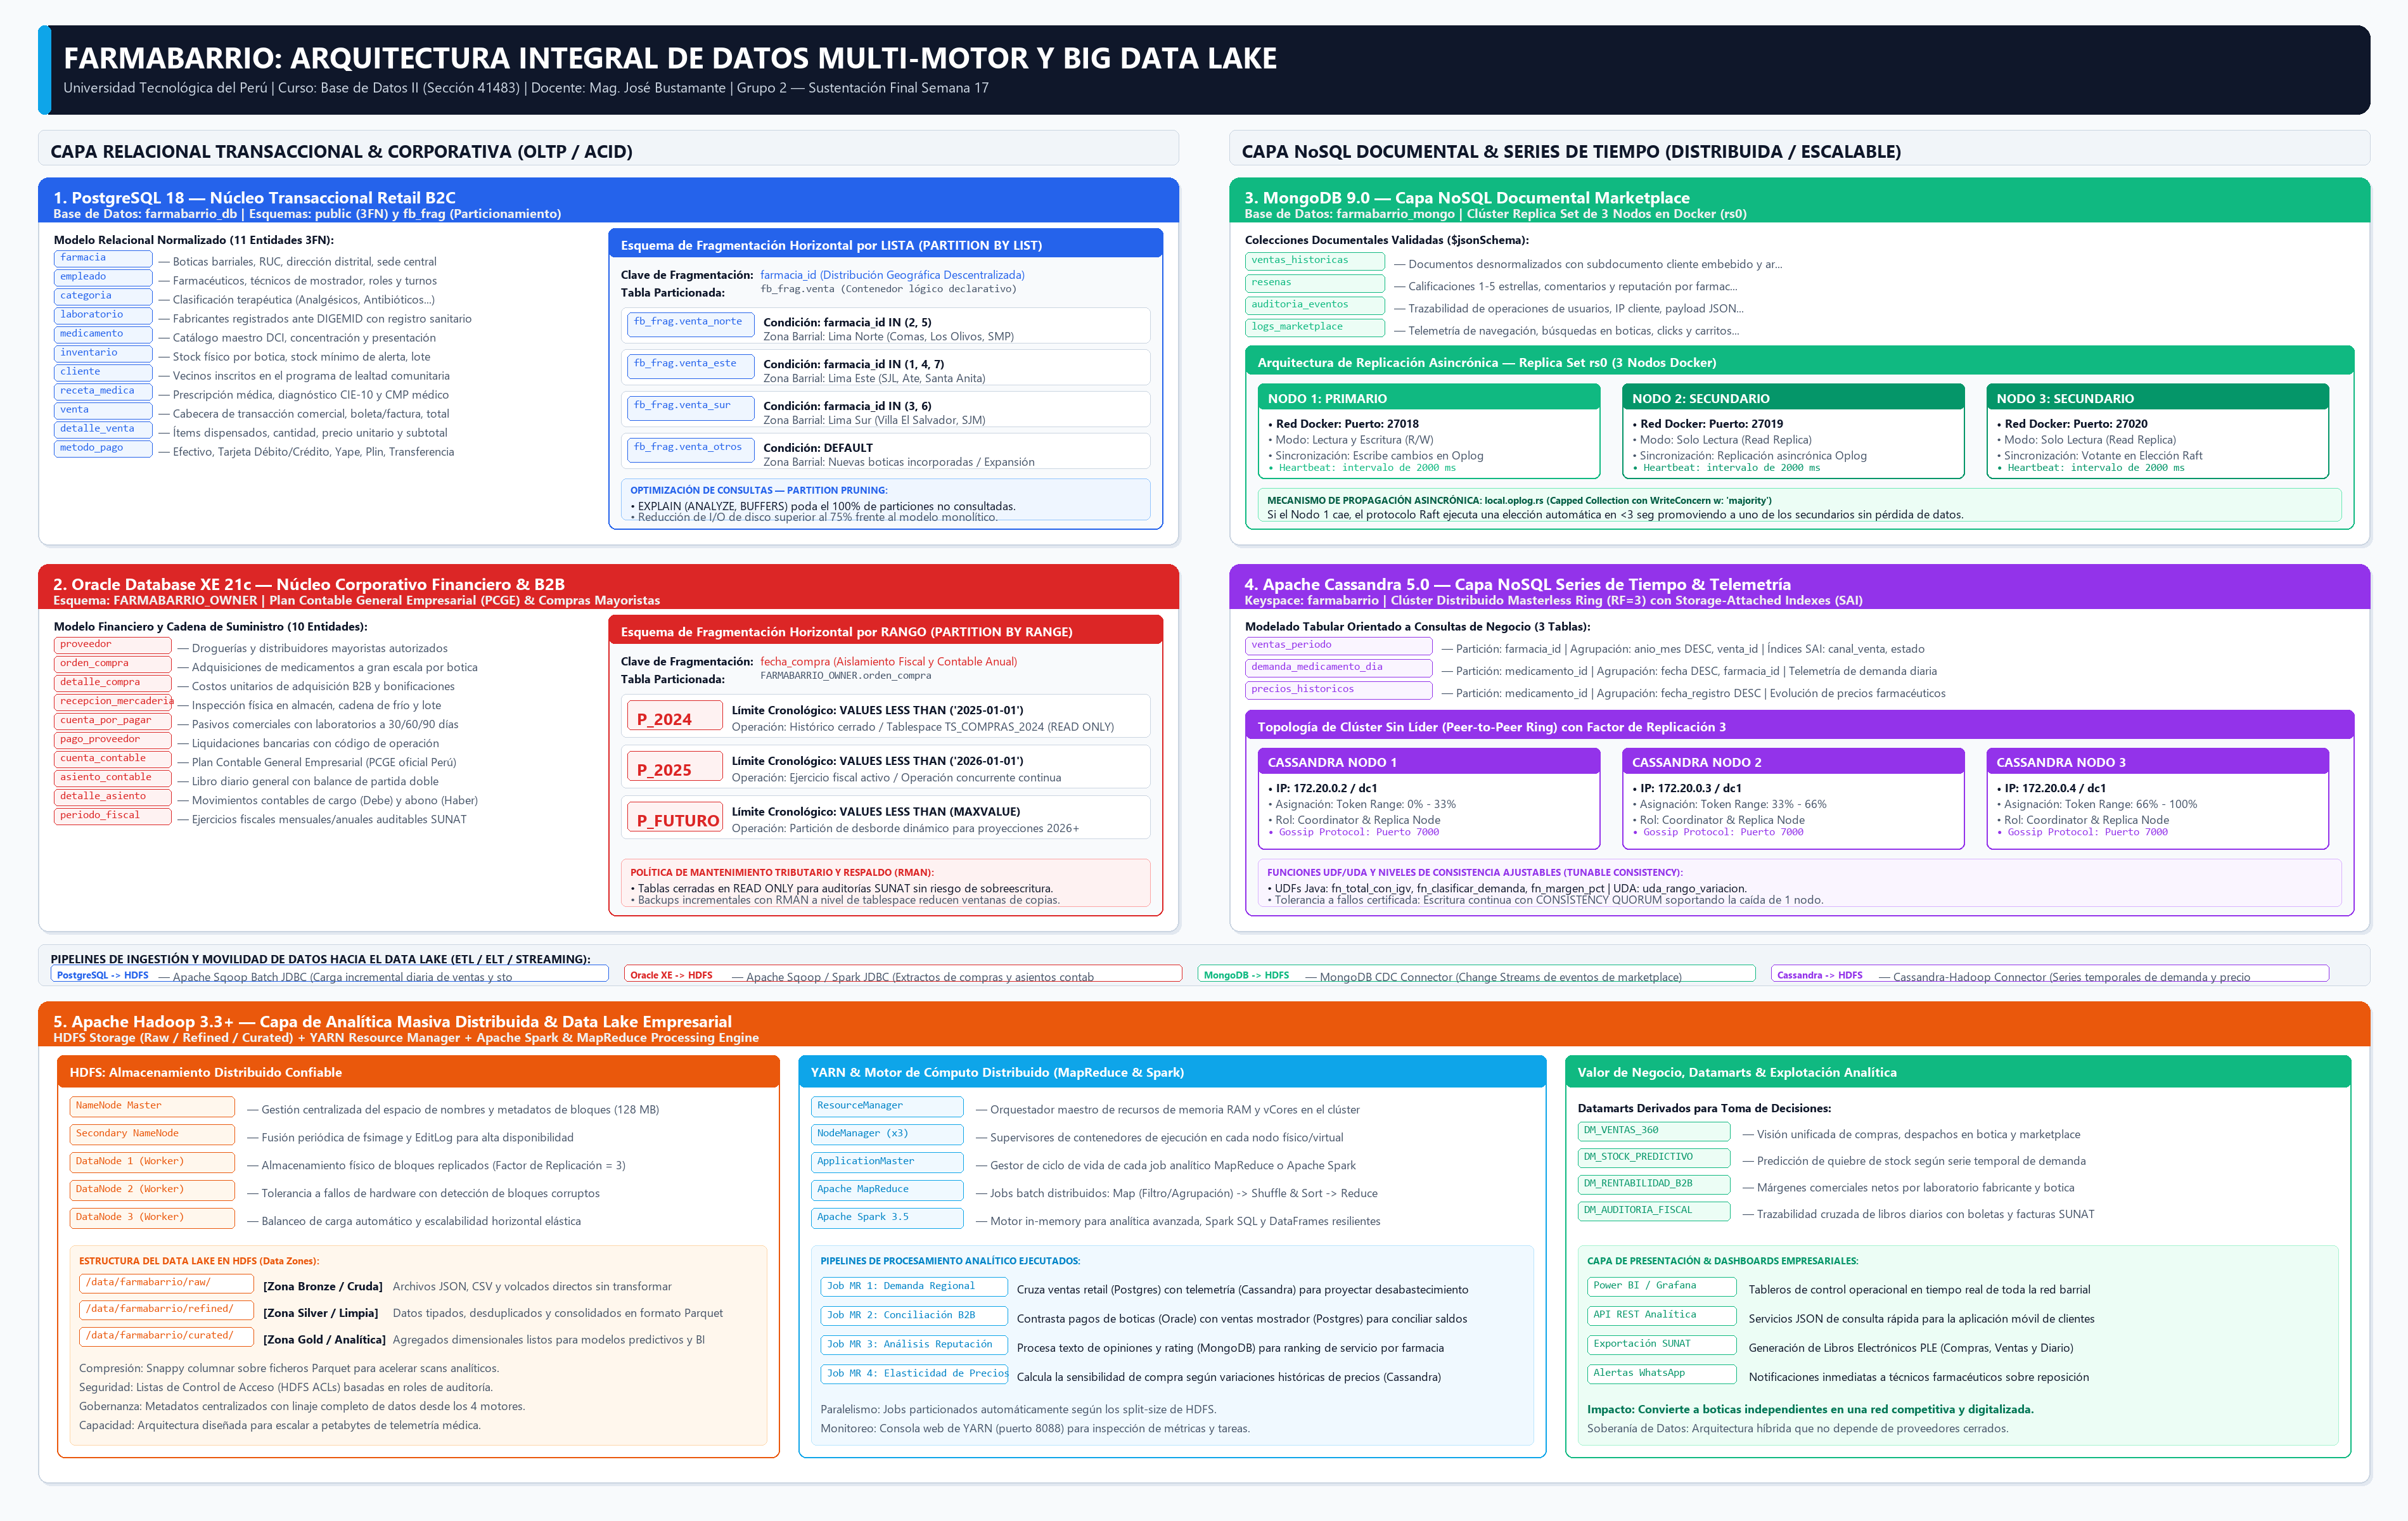 FARMABARRIO: ARQUITECTURA INTEGRAL DE DATOS MULTI-MOTOR Y BIG DATA LAKE
Universidad Tecnológica del Perú | Curso: Base de Datos II (Sección 41483) | Docente: Mag. José Bustamante | Grupo 2 — Sustentación Final Semana 17
CAPA RELACIONAL TRANSACCIONAL & CORPORATIVA (OLTP / ACID)
1. PostgreSQL 18 — Núcleo Transaccional Retail B2C
Base de Datos: farmabarrio_db | Esquemas: public (3FN) y fb_frag (Particionamiento)
Modelo Relacional Normalizado (11 Entidades 3FN):
farmacia — Boticas barriales, RUC, dirección distrital, sede central
empleado — Farmacéuticos, técnicos de mostrador, roles y turnos
categoria — Clasificación terapéutica (Analgésicos, Antibióticos...)
laboratorio — Fabricantes registrados ante DIGEMID con registro sanitario
medicamento — Catálogo maestro DCI, concentración y presentación
inventario — Stock físico por botica, stock mínimo de alerta, lote
cliente — Vecinos inscritos en el programa de lealtad comunitaria
receta_medica — Prescripción médica, diagnóstico CIE-10 y CMP médico
venta — Cabecera de transacción comercial, boleta/factura, total
detalle_venta — Ítems dispensados, cantidad, precio unitario y subtotal
metodo_pago — Efectivo, Tarjeta Débito/Crédito, Yape, Plin, Transferencia
Esquema de Fragmentación Horizontal por LISTA (PARTITION BY LIST)
Clave de Fragmentación: farmacia_id (Distribución Geográfica Descentralizada)
Tabla Particionada: fb_frag.venta (Contenedor lógico declarativo)
fb_frag.venta_norte Condición: farmacia_id IN (2, 5)
Zona Barrial: Lima Norte (Comas, Los Olivos, SMP)
fb_frag.venta_este Condición: farmacia_id IN (1, 4, 7)
Zona Barrial: Lima Este (SJL, Ate, Santa Anita)
fb_frag.venta_sur Condición: farmacia_id IN (3, 6)
Zona Barrial: Lima Sur (Villa El Salvador, SJM)
fb_frag.venta_otros Condición: DEFAULT
Zona Barrial: Nuevas boticas incorporadas / Expansión
OPTIMIZACIÓN DE CONSULTAS — PARTITION PRUNING:
• EXPLAIN (ANALYZE, BUFFERS) poda el 100% de particiones no consultadas.
• Reducción de I/O de disco superior al 75% frente al modelo monolítico.
2. Oracle Database XE 21c — Núcleo Corporativo Financiero & B2B
Esquema: FARMABARRIO_OWNER | Plan Contable General Empresarial (PCGE) & Compras Mayoristas
Modelo Financiero y Cadena de Suministro (10 Entidades):
proveedor — Droguerías y distribuidores mayoristas autorizados
orden_compra — Adquisiciones de medicamentos a gran escala por botica
detalle_compra — Costos unitarios de adquisición B2B y bonificaciones
recepcion_mercaderia — Inspección física en almacén, cadena de frío y lote
cuenta_por_pagar — Pasivos comerciales con laboratorios a 30/60/90 días
pago_proveedor — Liquidaciones bancarias con código de operación
cuenta_contable — Plan Contable General Empresarial (PCGE oficial Perú)
asiento_contable — Libro diario general con balance de partida doble
detalle_asiento — Movimientos contables de cargo (Debe) y abono (Haber)
periodo_fiscal — Ejercicios fiscales mensuales/anuales auditables SUNAT
Esquema de Fragmentación Horizontal por RANGO (PARTITION BY RANGE)
Clave de Fragmentación: fecha_compra (Aislamiento Fiscal y Contable Anual)
Tabla Particionada: FARMABARRIO_OWNER.orden_compra
P_2024 Límite Cronológico: VALUES LESS THAN ('2025-01-01')
Operación: Histórico cerrado / Tablespace TS_COMPRAS_2024 (READ ONLY)
P_2025 Límite Cronológico: VALUES LESS THAN ('2026-01-01')
Operación: Ejercicio fiscal activo / Operación concurrente continua
P_FUTURO Límite Cronológico: VALUES LESS THAN (MAXVALUE)
Operación: Partición de desborde dinámico para proyecciones 2026+
POLÍTICA DE MANTENIMIENTO TRIBUTARIO Y RESPALDO (RMAN):
• Tablas cerradas en READ ONLY para auditorías SUNAT sin riesgo de sobreescritura.
• Backups incrementales con RMAN a nivel de tablespace reducen ventanas de copias.
CAPA NoSQL DOCUMENTAL & SERIES DE TIEMPO (DISTRIBUIDA / ESCALABLE)
3. MongoDB 9.0 — Capa NoSQL Documental Marketplace
Base de Datos: farmabarrio_mongo | Clúster Replica Set de 3 Nodos en Docker (rs0)
Colecciones Documentales Validadas ($jsonSchema):
ventas_historicas — Documentos desnormalizados con subdocumento cliente embebido y ar...
resenas — Calificaciones 1-5 estrellas, comentarios y reputación por farmac...
auditoria_eventos — Trazabilidad de operaciones de usuarios, IP cliente, payload JSON...
logs_marketplace — Telemetría de navegación, búsquedas en boticas, clicks y carritos...
Arquitectura de Replicación Asincrónica — Replica Set rs0 (3 Nodos Docker)
NODO 1: PRIMARIO
• Red Docker: Puerto: 27018
• Modo: Lectura y Escritura (R/W)
• Sincronización: Escribe cambios en Oplog
• Heartbeat: intervalo de 2000 ms
NODO 2: SECUNDARIO
• Red Docker: Puerto: 27019
• Modo: Solo Lectura (Read Replica)
• Sincronización: Replicación asincrónica Oplog
• Heartbeat: intervalo de 2000 ms
NODO 3: SECUNDARIO
• Red Docker: Puerto: 27020
• Modo: Solo Lectura (Read Replica)
• Sincronización: Votante en Elección Raft
• Heartbeat: intervalo de 2000 ms
MECANISMO DE PROPAGACIÓN ASINCRÓNICA: local.oplog.rs (Capped Collection con WriteConcern w: 'majority')
Si el Nodo 1 cae, el protocolo Raft ejecuta una elección automática en <3 seg promoviendo a uno de los secundarios sin pérdida de datos.
4. Apache Cassandra 5.0 — Capa NoSQL Series de Tiempo & Telemetría
Keyspace: farmabarrio | Clúster Distribuido Masterless Ring (RF=3) con Storage-Attached Indexes (SAI)
Modelado Tabular Orientado a Consultas de Negocio (3 Tablas):
ventas_periodo — Partición: farmacia_id | Agrupación: anio_mes DESC, venta_id | Índices SAI: canal_venta, estado
demanda_medicamento_dia — Partición: medicamento_id | Agrupación: fecha DESC, farmacia_id | Telemetría de demanda diaria
precios_historicos — Partición: medicamento_id | Agrupación: fecha_registro DESC | Evolución de precios farmacéuticos
Topología de Clúster Sin Líder (Peer-to-Peer Ring) con Factor de Replicación 3
CASSANDRA NODO 1
• IP: 172.20.0.2 / dc1
• Asignación: Token Range: 0% - 33%
• Rol: Coordinator & Replica Node
• Gossip Protocol: Puerto 7000
CASSANDRA NODO 2
• IP: 172.20.0.3 / dc1
• Asignación: Token Range: 33% - 66%
• Rol: Coordinator & Replica Node
• Gossip Protocol: Puerto 7000
CASSANDRA NODO 3
• IP: 172.20.0.4 / dc1
• Asignación: Token Range: 66% - 100%
• Rol: Coordinator & Replica Node
• Gossip Protocol: Puerto 7000
FUNCIONES UDF/UDA Y NIVELES DE CONSISTENCIA AJUSTABLES (TUNABLE CONSISTENCY):
• UDFs Java: fn_total_con_igv, fn_clasificar_demanda, fn_margen_pct | UDA: uda_rango_variacion.
• Tolerancia a fallos certificada: Escritura continua con CONSISTENCY QUORUM soportando la caída de 1 nodo.
PIPELINES DE INGESTIÓN Y MOVILIDAD DE DATOS HACIA EL DATA LAKE (ETL / ELT / STREAMING):
PostgreSQL -> HDFS — Apache Sqoop Batch JDBC (Carga incremental diaria de ventas y sto
Oracle XE -> HDFS — Apache Sqoop / Spark JDBC (Extractos de compras y asientos contab
MongoDB -> HDFS — MongoDB CDC Connector (Change Streams de eventos de marketplace)
Cassandra -> HDFS — Cassandra-Hadoop Connector (Series temporales de demanda y precio
5. Apache Hadoop 3.3+ — Capa de Analítica Masiva Distribuida & Data Lake Empresarial
HDFS Storage (Raw / Refined / Curated) + YARN Resource Manager + Apache Spark & MapReduce Processing Engine
HDFS: Almacenamiento Distribuido Confiable
NameNode Master — Gestión centralizada del espacio de nombres y metadatos de bloques (128 MB)
Secondary NameNode — Fusión periódica de fsimage y EditLog para alta disponibilidad
DataNode 1 (Worker) — Almacenamiento físico de bloques replicados (Factor de Replicación = 3)
DataNode 2 (Worker) — Tolerancia a fallos de hardware con detección de bloques corruptos
DataNode 3 (Worker) — Balanceo de carga automático y escalabilidad horizontal elástica
ESTRUCTURA DEL DATA LAKE EN HDFS (Data Zones):
/data/farmabarrio/raw/ [Zona Bronze / Cruda] Archivos JSON, CSV y volcados directos sin transformar
/data/farmabarrio/refined/ [Zona Silver / Limpia] Datos tipados, desduplicados y consolidados en formato Parquet
/data/farmabarrio/curated/ [Zona Gold / Analítica] Agregados dimensionales listos para modelos predictivos y BI
Compresión: Snappy columnar sobre ficheros Parquet para acelerar scans analíticos.
Seguridad: Listas de Control de Acceso (HDFS ACLs) basadas en roles de auditoría.
Gobernanza: Metadatos centralizados con linaje completo de datos desde los 4 motores.
Capacidad: Arquitectura diseñada para escalar a petabytes de telemetría médica.
YARN & Motor de Cómputo Distribuido (MapReduce & Spark)
ResourceManager — Orquestador maestro de recursos de memoria RAM y vCores en el clúster
NodeManager (x3) — Supervisores de contenedores de ejecución en cada nodo físico/virtual
ApplicationMaster — Gestor de ciclo de vida de cada job analítico MapReduce o Apache Spark
Apache MapReduce — Jobs batch distribuidos: Map (Filtro/Agrupación) -> Shuffle & Sort -> Reduce
Apache Spark 3.5 — Motor in-memory para analítica avanzada, Spark SQL y DataFrames resilientes
PIPELINES DE PROCESAMIENTO ANALÍTICO EJECUTADOS:
Job MR 1: Demanda Regional Cruza ventas retail (Postgres) con telemetría (Cassandra) para proyectar desabastecimiento
Job MR 2: Conciliación B2B Contrasta pagos de boticas (Oracle) con ventas mostrador (Postgres) para conciliar saldos
Job MR 3: Análisis Reputación Procesa texto de opiniones y rating (MongoDB) para ranking de servicio por farmacia
Job MR 4: Elasticidad de Precios Calcula la sensibilidad de compra según variaciones históricas de precios (Cassandra)
Paralelismo: Jobs particionados automáticamente según los split-size de HDFS.
Monitoreo: Consola web de YARN (puerto 8088) para inspección de métricas y tareas.
Valor de Negocio, Datamarts & Explotación Analítica
Datamarts Derivados para Toma de Decisiones:
DM_VENTAS_360 — Visión unificada de compras, despachos en botica y marketplace
DM_STOCK_PREDICTIVO — Predicción de quiebre de stock según serie temporal de demanda
DM_RENTABILIDAD_B2B — Márgenes comerciales netos por laboratorio fabricante y botica
DM_AUDITORIA_FISCAL — Trazabilidad cruzada de libros diarios con boletas y facturas SUNAT
CAPA DE PRESENTACIÓN & DASHBOARDS EMPRESARIALES:
Power BI / Grafana Tableros de control operacional en tiempo real de toda la red barrial
API REST Analítica Servicios JSON de consulta rápida para la aplicación móvil de clientes
Exportación SUNAT Generación de Libros Electrónicos PLE (Compras, Ventas y Diario)
Alertas WhatsApp Notificaciones inmediatas a técnicos farmacéuticos sobre reposición
Impacto: Convierte a boticas independientes en una red competitiva y digitalizada.
Soberanía de Datos: Arquitectura híbrida que no depende de proveedores cerrados.